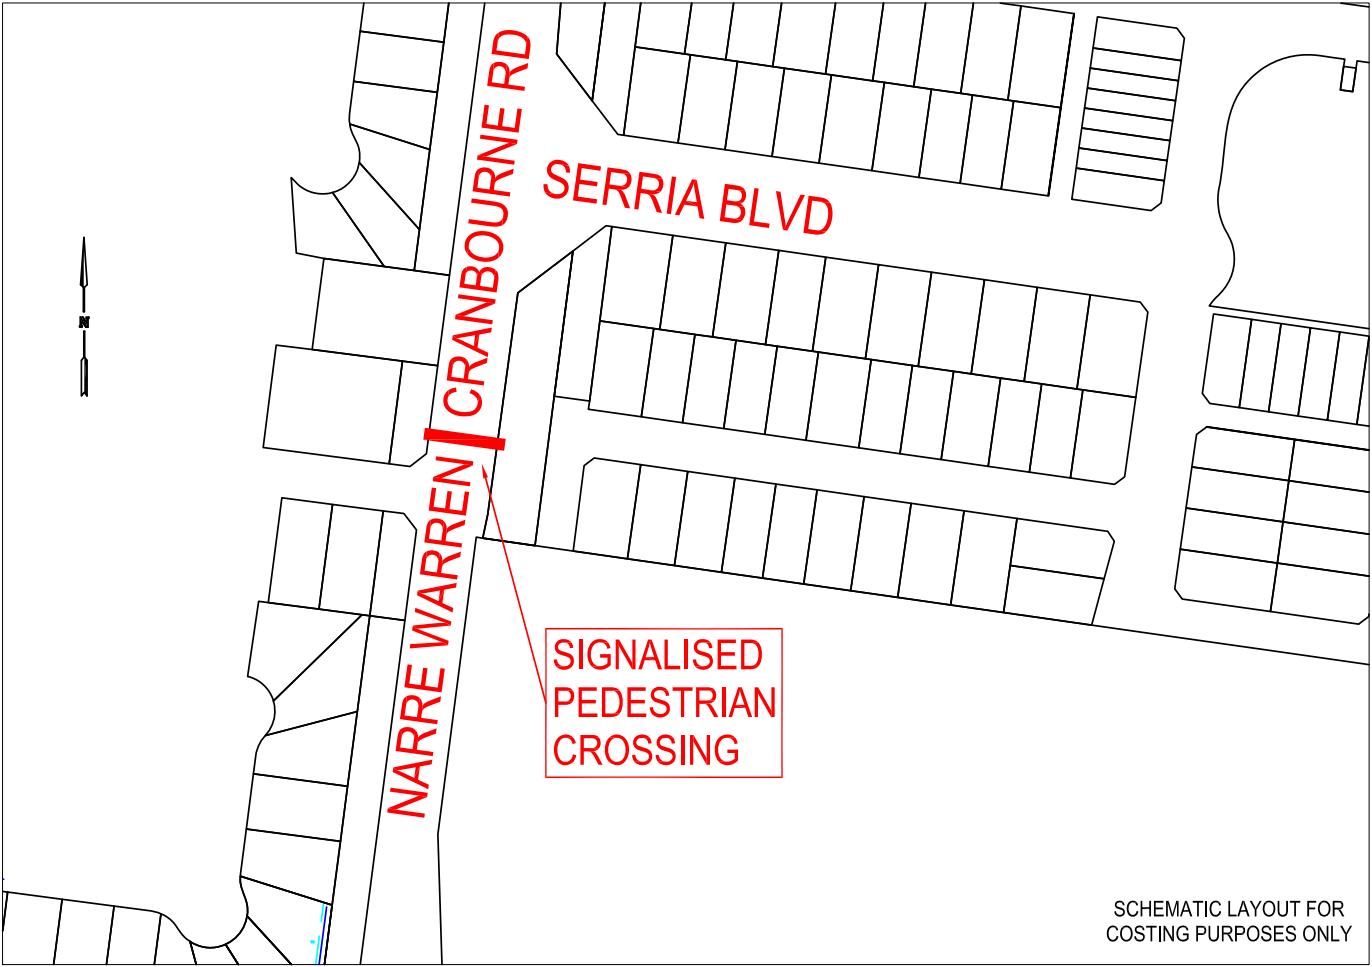 NARRE WARREN CRANBOURNE RD
SERRIA BLVD
N
SIGNALISED
PEDESTRIAN
CROSSING
SCHEMATIC LAYOUT FOR
COSTING PURPOSES ONLY